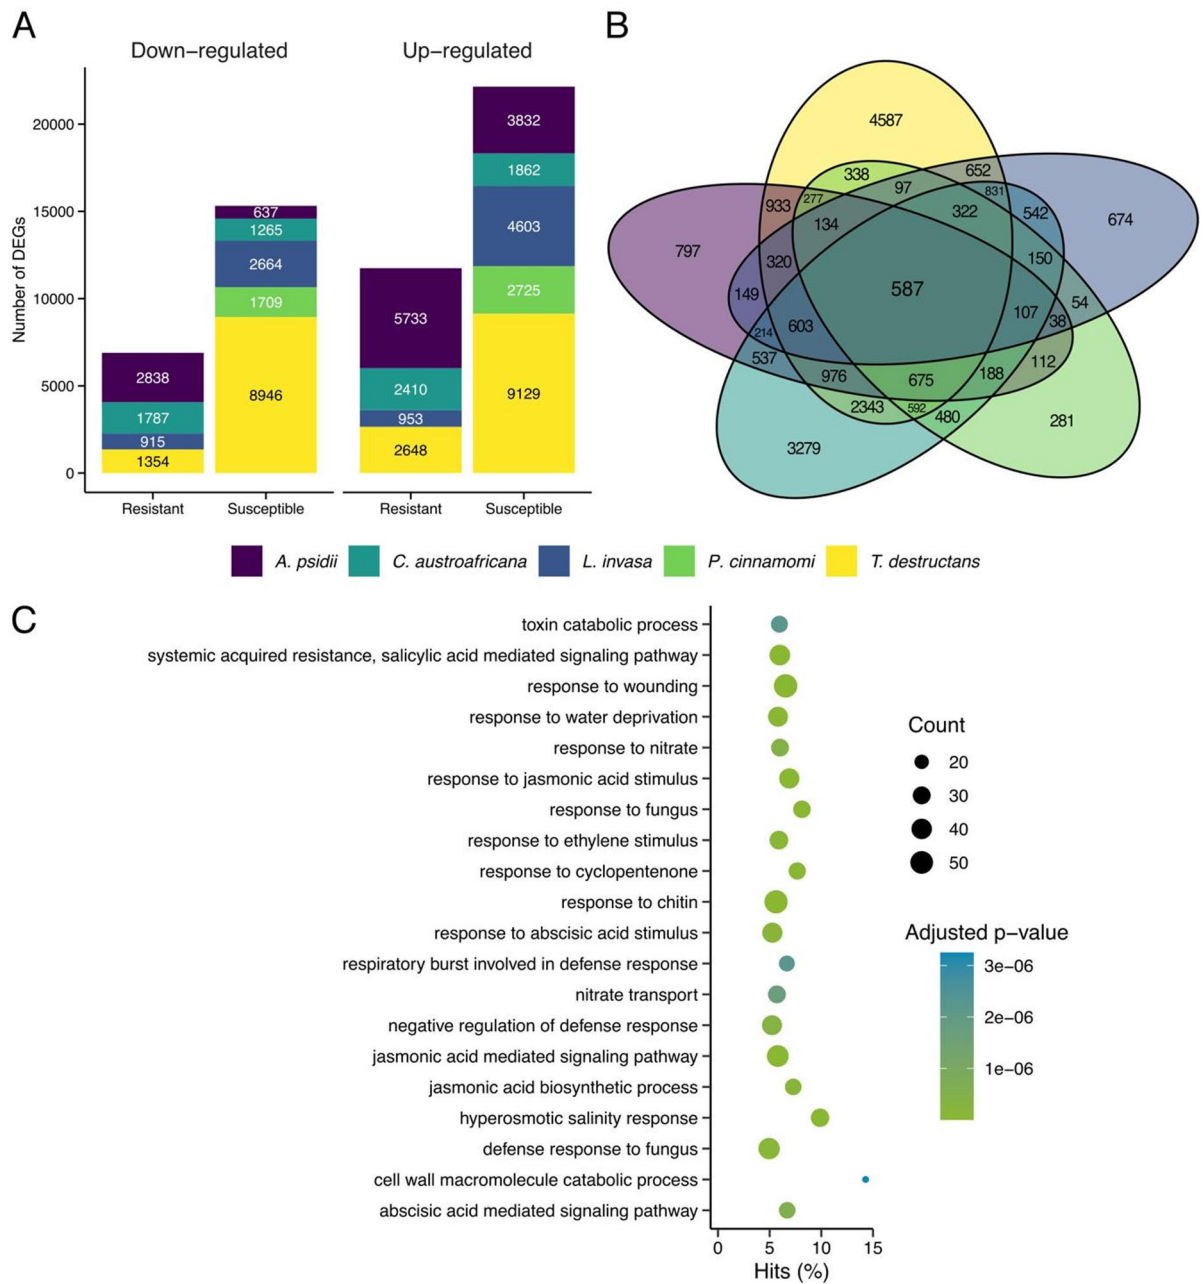 A
Down−regulated
Up−regulated
Number of DEGs
20000
15000
10000
5000
0
2838
1787
915
1354
637
1265
2664
1709
8946
5733
2410
953
2648
3832
1862
4603
2725
9129
Resistant
Susceptible
Resistant
Susceptible
B
4587
338
97
652
831
933
277
134
322
542
674
797
320
150
149
587
54
107
38
214
603
537
112
976
675
188
2343
592
480
281
3279
A. psidii
C. austroafricana
L. invasa
P. cinnamomi
T. destructans
C
toxin catabolic process
systemic acquired resistance, salicylic acid mediated signaling pathway
response to wounding
response to water deprivation
response to nitrate
response to jasmonic acid stimulus
response to fungus
response to ethylene stimulus
response to cyclopentenone
response to chitin
response to abscisic acid stimulus
respiratory burst involved in defense response
nitrate transport
negative regulation of defense response
jasmonic acid mediated signaling pathway
jasmonic acid biosynthetic process
hyperosmotic salinity response
defense response to fungus
cell wall macromolecule catabolic process
abscisic acid mediated signaling pathway
0 5 10 15
Hits (%)
Count
20
30
40
50
Adjusted p−value
3e−06
2e−06
1e−06